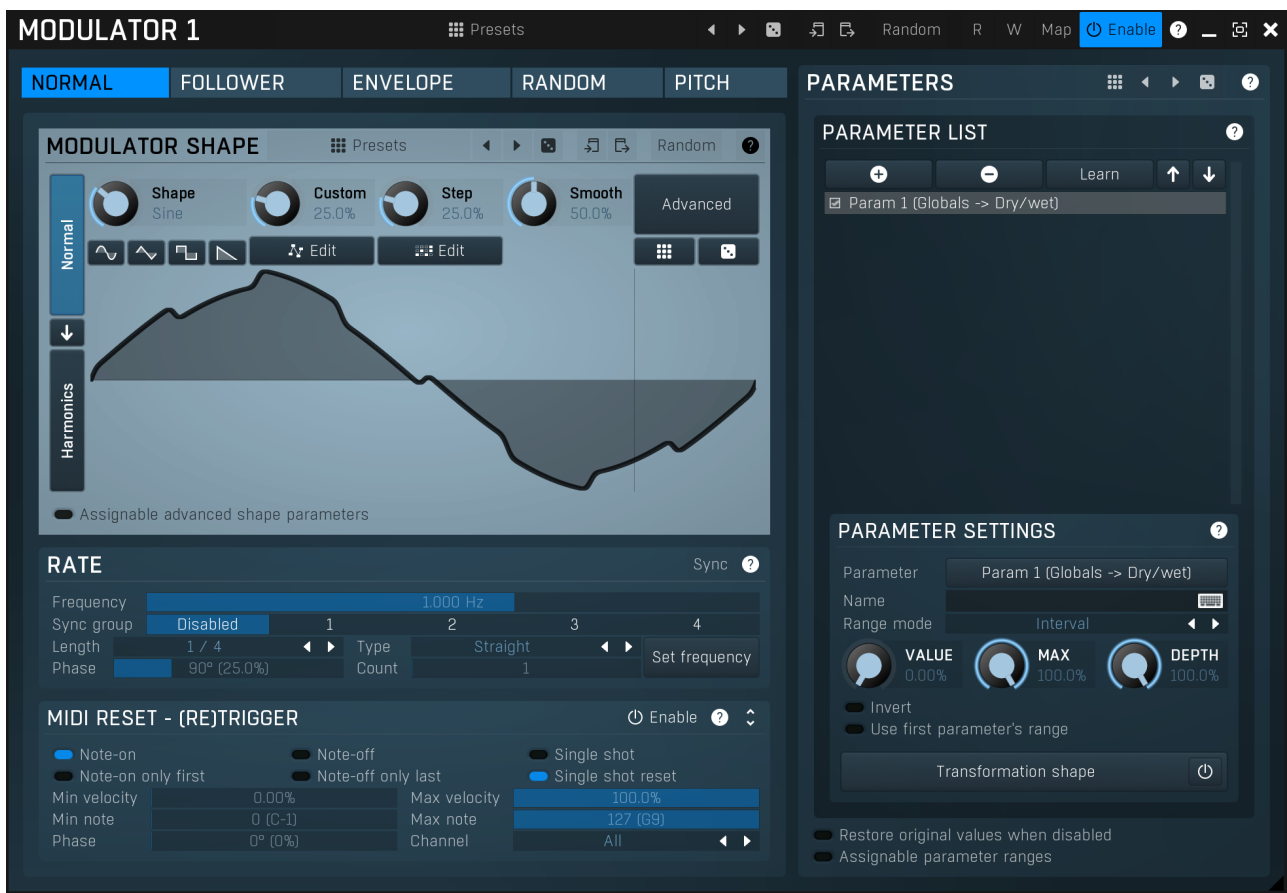 MODULATOR 1 Presets Random R W Map Enable ?
NORMAL FOLLOWER ENVELOPE RANDOM PITCH
MODULATOR SHAPE Presets Random ?
Normal
Harmonics
Shape Custom Step Smooth
Sine 25.0% 25.0% 50.0%
Advanced
Edit Edit
Assignable advanced shape parameters
RATE Sync ?
Frequency 1.000 Hz
Sync group Disabled 1 2 3 4
Length 1 / 4 Type Straight
Set frequency
Phase 90° (25.0%) Count 1
MIDI RESET - (RE)TRIGGER Enable ?
Note-on Note-off Single shot
Note-on only first Note-off only last Single shot reset
Min velocity 0.00% Max velocity 100.0%
Min note 0 (C-1) Max note 127 (G9)
Phase 0° (0%) Channel All
PARAMETERS ?
PARAMETER LIST ?
Learn
Param 1 (Globals -> Dry/wet)
PARAMETER SETTINGS ?
Parameter Param 1 (Globals -> Dry/wet)
Name
Range mode Interval
VALUE MAX DEPTH
0.00% 100.0% 100.0%
Invert
Use first parameter's range
Transformation shape
Restore original values when disabled
Assignable parameter ranges